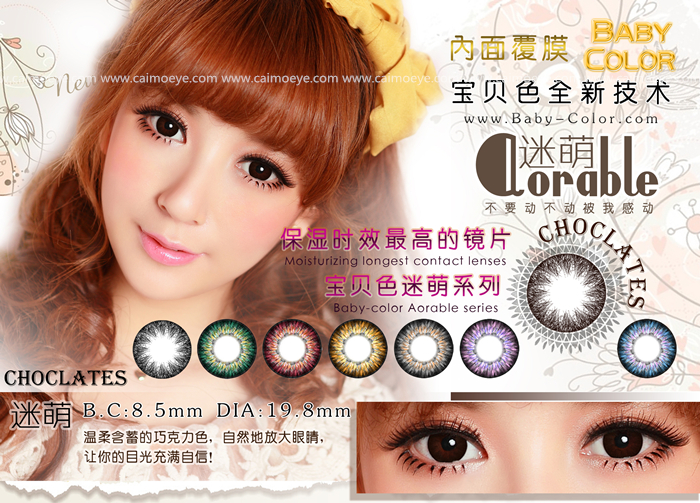 New
www.caimoeye.com www.caimoeye.com www.caimoeye.com www.caimoeye.com
內面覆膜
BABY
COLOR
宝贝色全新技术
www.Baby-Color.com
迷萌
aorable
不要动不动被我感动
保湿时效最高的镜片
Moisturizing longest contact lenses
宝贝色迷萌系列
Baby-color Aorable series
CHOCLATES
CHOCLATES
迷萌 B.C:8.5mm DIA:19.8mm
温柔含蓄的巧克力色，自然地放大眼睛，
让你的目光充满自信！